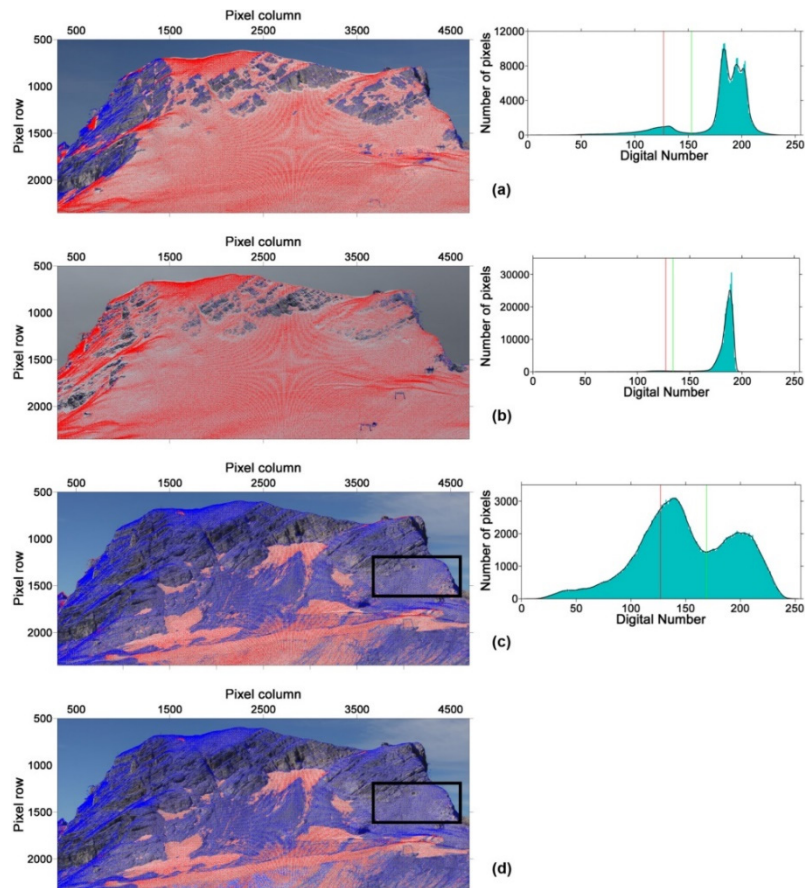 Pixel column
500 1500 2500 3500 4500
500
1000
1500
2000
Pixel row
12000
8000
4000
0
Number of pixels
0 50 100 150 200 250
Digital Number
(a)
Pixel column
500 1500 2500 3500 4500
500
1000
1500
2000
Pixel row
30000
20000
10000
0
Number of pixels
0 50 100 150 200 250
Digital Number
(b)
Pixel column
500 1500 2500 3500 4500
500
1000
1500
2000
Pixel row
3000
2000
1000
0
Number of pixels
0 50 100 150 200 250
Digital Number
(c)
Pixel column
500 1500 2500 3500 4500
500
1000
1500
2000
Pixel row
(d)